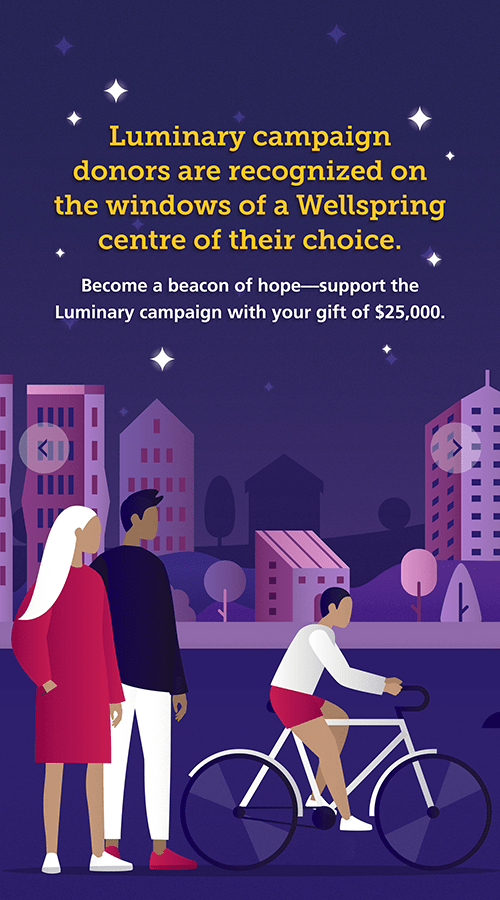 Luminary campaign
donors are recognized on
the windows of a Wellspring
centre of their choice.
Become a beacon of hope—support the
Luminary campaign with your gift of $25,000.